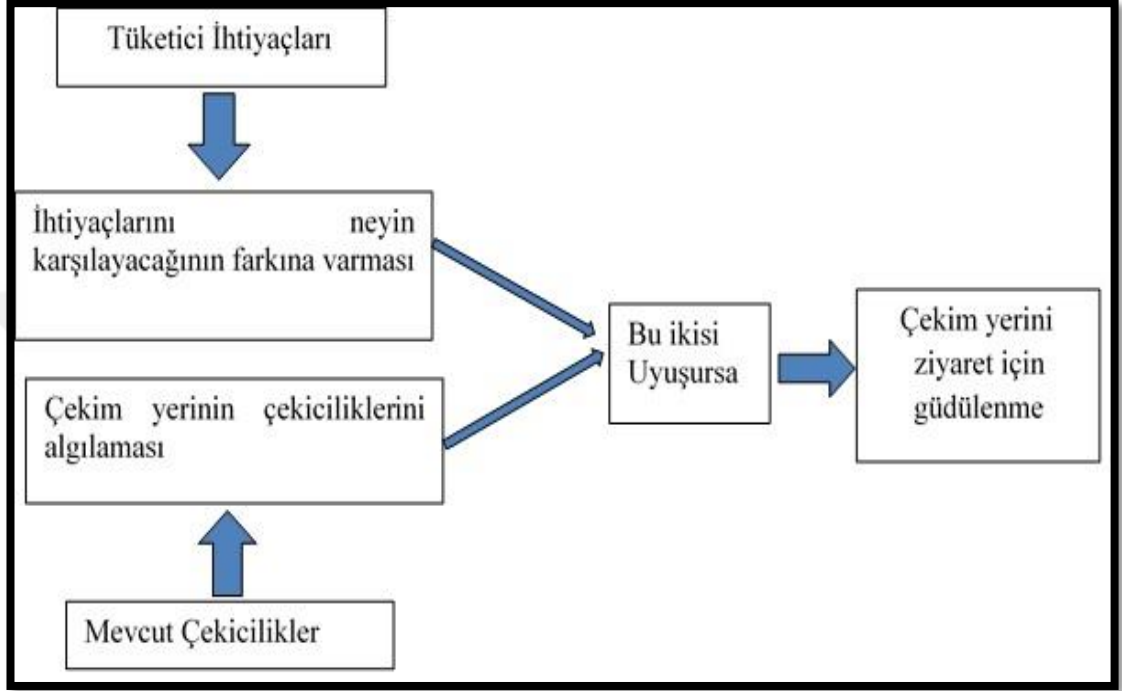 Tüketici İhtiyaçları
İhtiyaçlarını neyin
karşılayacağının farkına varması
Çekim yerinin çekiciliklerini
algılaması
Mevcut Çekicilikler
Bu ikisi
Uyuşursa
Çekim yerini
ziyaret için
güdülenme